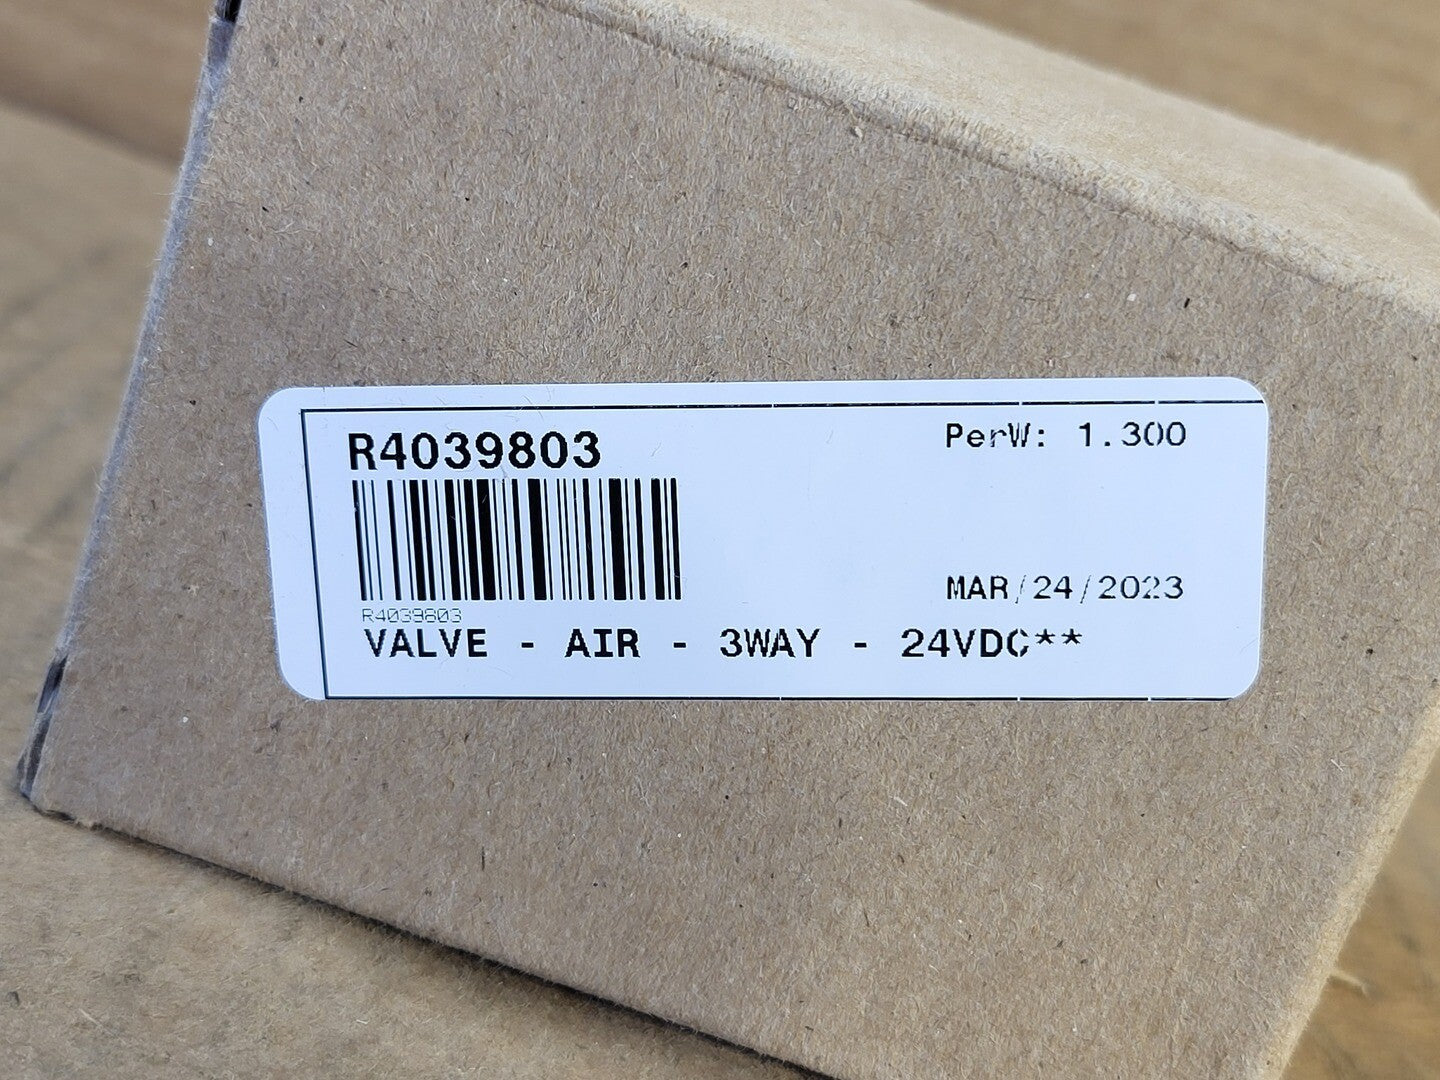 R4039803
PerW: 1.300
MAR/24/2023
R4039803
VALVE - AIR - 3WAY - 24VDC**